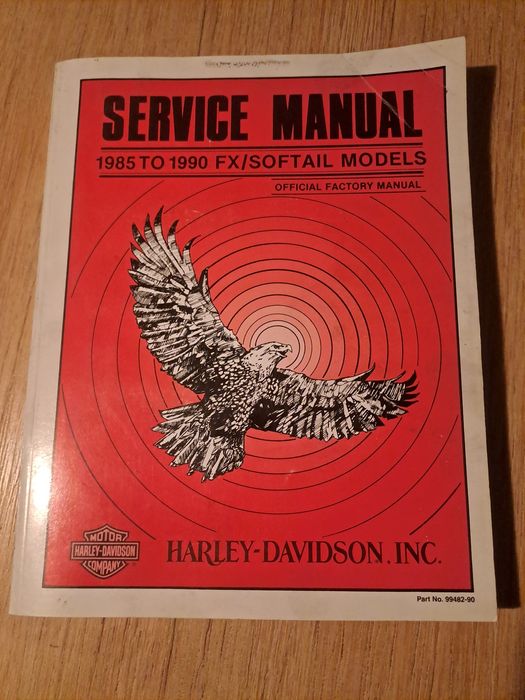 SERVICE MANUAL
1985 TO 1990 FX/SOFTAIL MODELS
OFFICIAL FACTORY MANUAL
MOTOR
HARLEY-DAVIDSON
COMPANY
HARLEY-DAVIDSON, INC.
Part No. 99482-90